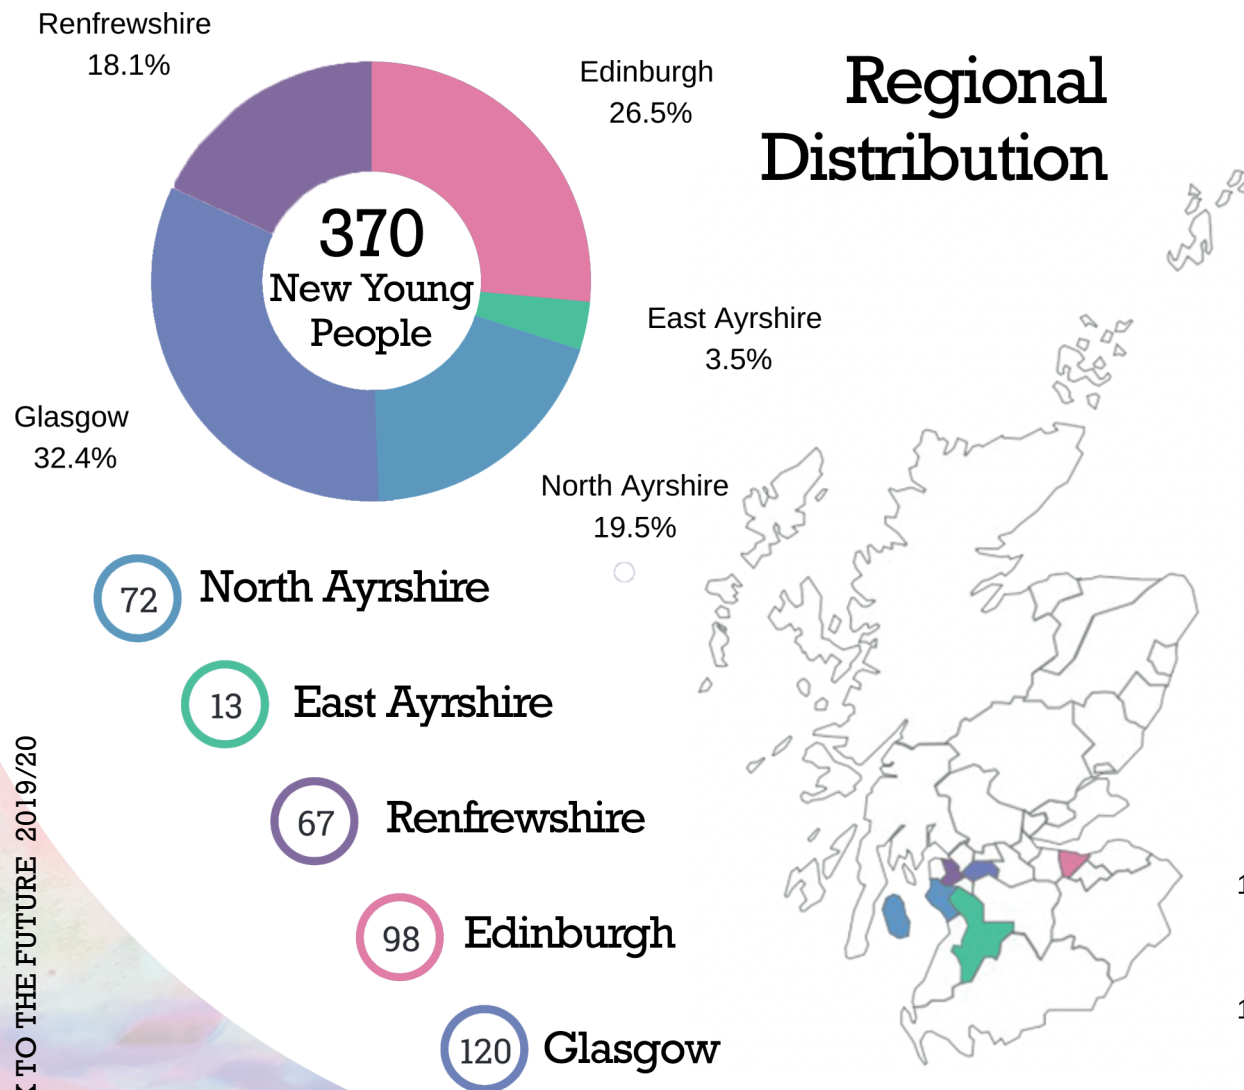 Renfrewshire
18.1%
Edinburgh
26.5%
Regional
Distribution
370
New Young
People
East Ayrshire
3.5%
Glasgow
32.4%
North Ayrshire
19.5%
72 North Ayrshire
13 East Ayrshire
67 Renfrewshire
98 Edinburgh
120 Glasgow
TO THE FUTURE 2019/20
1
1